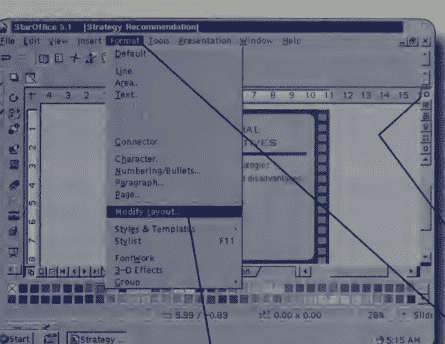 StarOffice 5.1 [Strategy Recommendation]
File Edit View Insert Format Tools Presentation Window Help
Default
Line
Area..
Text..
4 3 2 7 8 9 10 11 12 13 14 15
Connector
Character.
Numbering/Bullets...
Paragraph...
Page...
disadvantages:
Modify Layout...
Styles & Templates
Stylist F11
FontWork
3-D Effects
Group
5.99 / -0.89 0.00 x 0.00 28% * Slide
Start Strategy 5:15 AM